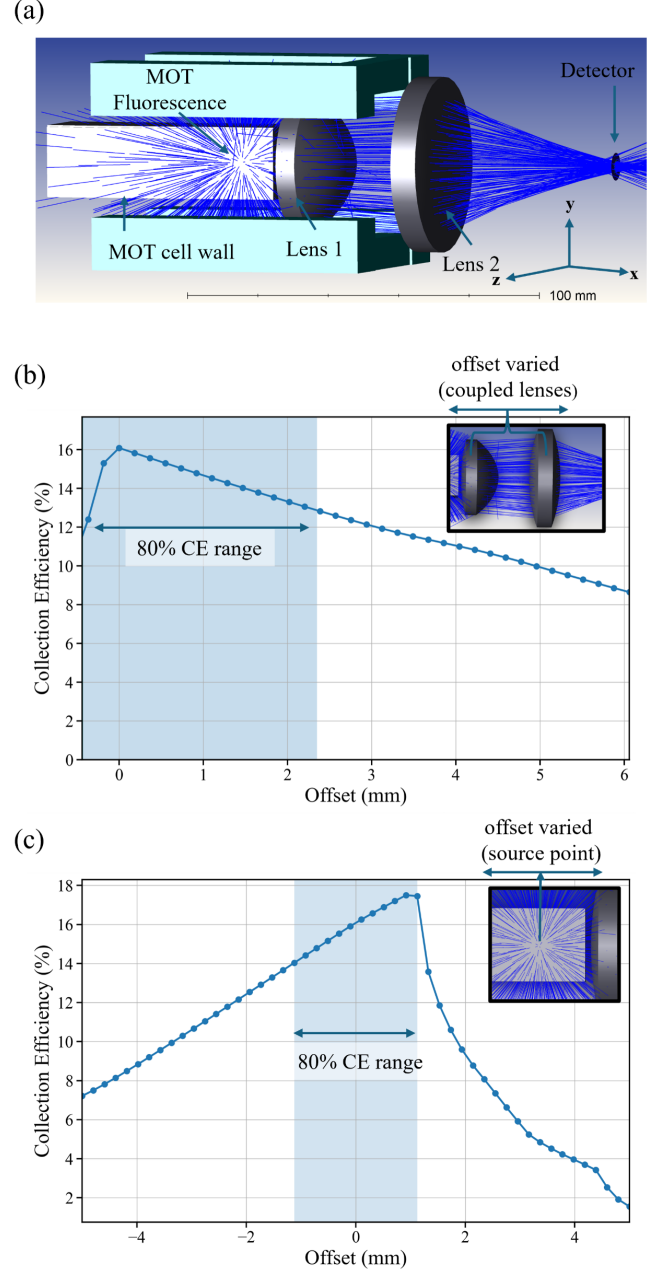 (a)
MOT
Fluorescence
Detector
MOT cell wall
Lens 1
Lens 2
y
z
x
100 mm
(b)
offset varied
(coupled lenses)
Collection Efficiency (%)
16
14
12
10
8
6
4
2
0
80% CE range
0 1 2 3 4 5 6
Offset (mm)
(c)
offset varied
(source point)
Collection Efficiency (%)
18
16
14
12
10
8
6
4
2
80% CE range
−4 −2 0 2 4
Offset (mm)